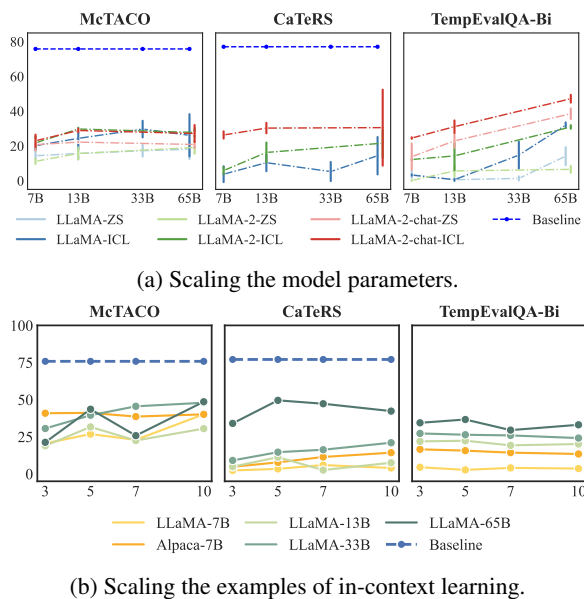 McTACO CaTeRS TempEvalQA-Bi
80
60
40
20
0
7B 13B 33B 65B 7B 13B 33B 65B 7B 13B 33B 65B
LLaMA-ZS LLaMA-2-ZS LLaMA-2-chat-ZS Baseline
LLaMA-ICL LLaMA-2-ICL LLaMA-2-chat-ICL
(a) Scaling the model parameters.
McTACO CaTeRS TempEvalQA-Bi
100
75
50
25
0
3 5 7 10 3 5 7 10 3 5 7 10
LLaMA-7B LLaMA-13B LLaMA-65B
Alpaca-7B LLaMA-33B Baseline
(b) Scaling the examples of in-context learning.